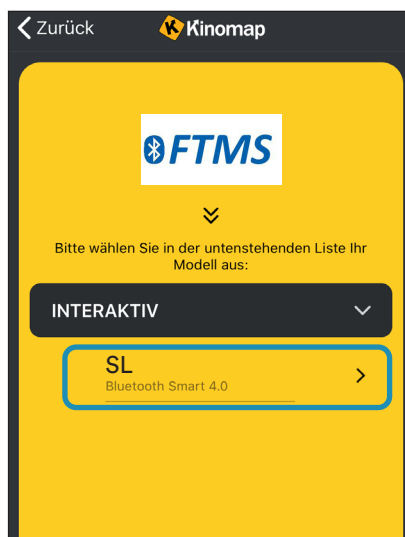 Zurück
Kinomap
FTMS
Bitte wählen Sie in der untenstehenden Liste Ihr
Modell aus:
INTERAKTIV
SL
Bluetooth Smart 4.0